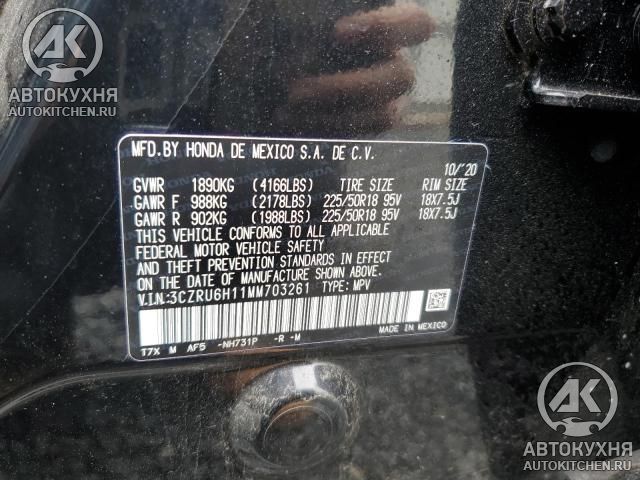 АВТОКУХНЯ
AUTOKITCHEN.RU
MFD.BY HONDA DE MEXICO S.A. DE C.V.
10/'20
GVWR 1890KG (4166LBS) TIRE SIZE RIM SIZE
GAWR F 988KG (2178LBS) 225/50R18 95V 18X7.5J
GAWR R 902KG (1988LBS) 225/50R18 95V 18X7.5J
THIS VEHICLE CONFORMS TO ALL APPLICABLE
FEDERAL MOTOR VEHICLE SAFETY
AND THEFT PREVENTION STANDARDS IN EFFECT
ON THE DATE OF MANUFACTURE SHOWN ABOVE.
V.I.N:3CZRU6H11MM703261 TYPE: MPV
MADE IN MEXICO
T7X M AF5 -NH731P -R -M
AK
АВТОКУХНЯ
AUTOKITCHEN.RU